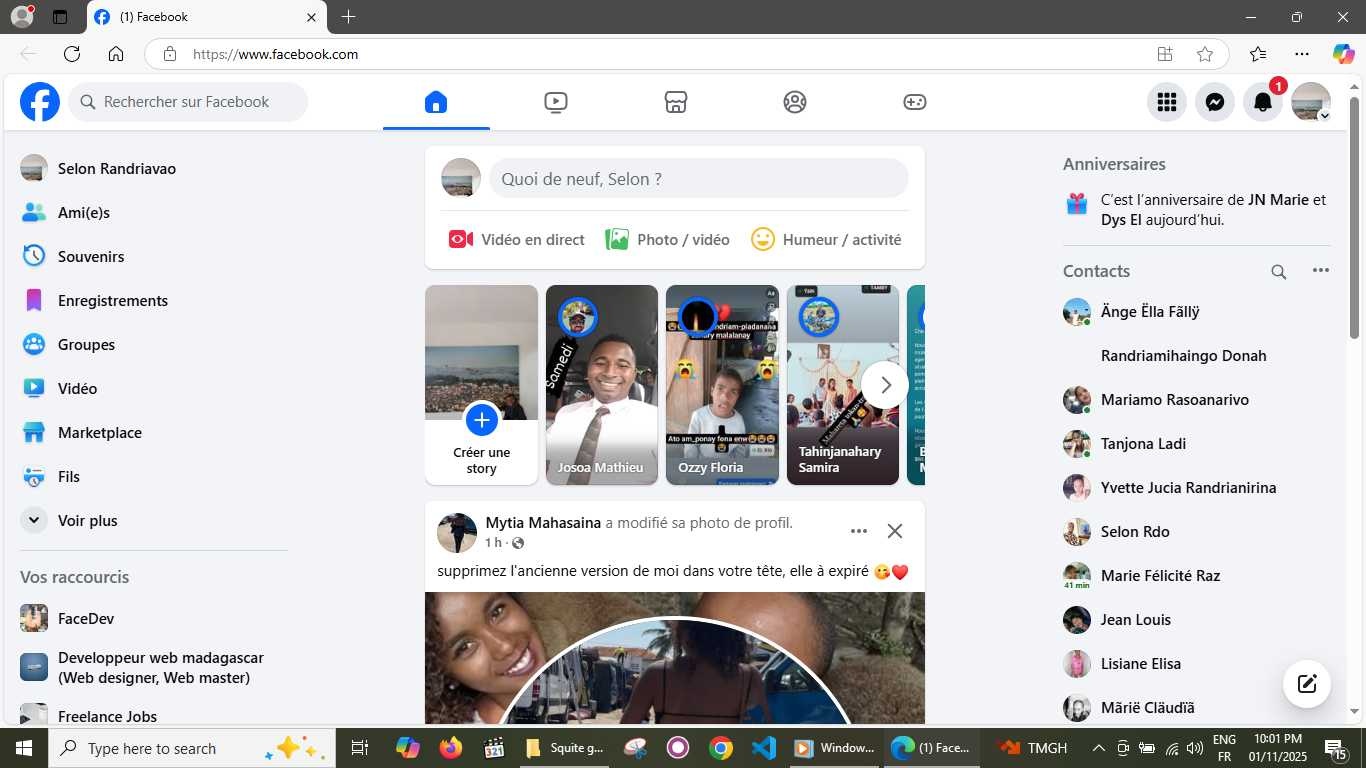 (1) Facebook
https://www.facebook.com
Rechercher sur Facebook
1
Selon Randriavao
Ami(e)s
Souvenirs
Enregistrements
Groupes
Vidéo
Marketplace
Fils
Voir plus
Vos raccourcis
FaceDev
Developpeur web madagascar
(Web designer, Web master)
Freelance Jobs
Quoi de neuf, Selon ?
Vidéo en direct
Photo / vidéo
Humeur / activité
Créer une
story
Samedi
Josoa Mathieu
Ato am_ponay fona enw
Ozzy Floria
Tahinjanahary
Samira
Mytia Mahasaina a modifié sa photo de profil.
1 h ·
supprimez l'ancienne version de moi dans votre tête, elle à expiré 😋❤️
Anniversaires
C’est l’anniversaire de JN Marie et
Dys El aujourd’hui.
Contacts
Änge Ëlla Fãllÿ
Randriamihaingo Donah
Mariamo Rasoanarivo
Tanjona Ladi
Yvette Jucia Randrianirina
Selon Rdo
41 min
Marie Félicité Raz
Jean Louis
Lisiane Elisa
Mãrië Clãudïã
Type here to search
321
Squite g...
Window...
(1) Face...
TMGH
ENG
FR
10:01 PM
01/11/2025
15